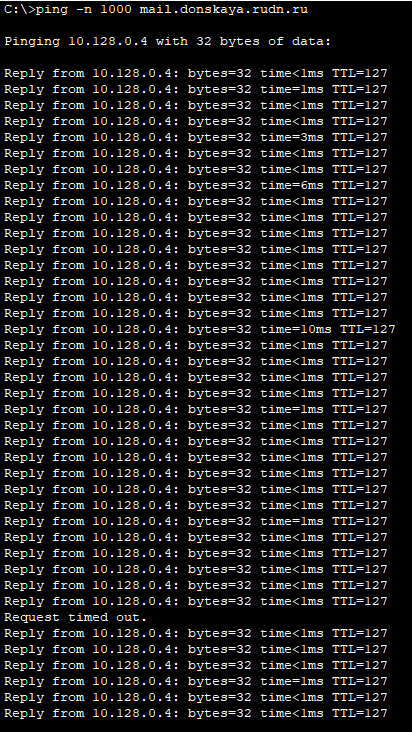 C:\>ping -n 1000 mail.donskaya.rudn.ru
Pinging 10.128.0.4 with 32 bytes of data:
Reply from 10.128.0.4: bytes=32 time<1ms TTL=127
Reply from 10.128.0.4: bytes=32 time=1ms TTL=127
Reply from 10.128.0.4: bytes=32 time<1ms TTL=127
Reply from 10.128.0.4: bytes=32 time<1ms TTL=127
Reply from 10.128.0.4: bytes=32 time=3ms TTL=127
Reply from 10.128.0.4: bytes=32 time<1ms TTL=127
Reply from 10.128.0.4: bytes=32 time<1ms TTL=127
Reply from 10.128.0.4: bytes=32 time=6ms TTL=127
Reply from 10.128.0.4: bytes=32 time<1ms TTL=127
Reply from 10.128.0.4: bytes=32 time<1ms TTL=127
Reply from 10.128.0.4: bytes=32 time<1ms TTL=127
Reply from 10.128.0.4: bytes=32 time<1ms TTL=127
Reply from 10.128.0.4: bytes=32 time<1ms TTL=127
Reply from 10.128.0.4: bytes=32 time<1ms TTL=127
Reply from 10.128.0.4: bytes=32 time<1ms TTL=127
Reply from 10.128.0.4: bytes=32 time<1ms TTL=127
Reply from 10.128.0.4: bytes=32 time=10ms TTL=127
Reply from 10.128.0.4: bytes=32 time<1ms TTL=127
Reply from 10.128.0.4: bytes=32 time<1ms TTL=127
Reply from 10.128.0.4: bytes=32 time<1ms TTL=127
Reply from 10.128.0.4: bytes=32 time<1ms TTL=127
Reply from 10.128.0.4: bytes=32 time=1ms TTL=127
Reply from 10.128.0.4: bytes=32 time<1ms TTL=127
Reply from 10.128.0.4: bytes=32 time<1ms TTL=127
Reply from 10.128.0.4: bytes=32 time<1ms TTL=127
Reply from 10.128.0.4: bytes=32 time<1ms TTL=127
Reply from 10.128.0.4: bytes=32 time<1ms TTL=127
Reply from 10.128.0.4: bytes=32 time<1ms TTL=127
Reply from 10.128.0.4: bytes=32 time=1ms TTL=127
Reply from 10.128.0.4: bytes=32 time<1ms TTL=127
Reply from 10.128.0.4: bytes=32 time<1ms TTL=127
Reply from 10.128.0.4: bytes=32 time<1ms TTL=127
Reply from 10.128.0.4: bytes=32 time<1ms TTL=127
Reply from 10.128.0.4: bytes=32 time<1ms TTL=127
Request timed out.
Reply from 10.128.0.4: bytes=32 time<1ms TTL=127
Reply from 10.128.0.4: bytes=32 time<1ms TTL=127
Reply from 10.128.0.4: bytes=32 time<1ms TTL=127
Reply from 10.128.0.4: bytes=32 time=1ms TTL=127
Reply from 10.128.0.4: bytes=32 time<1ms TTL=127
Reply from 10.128.0.4: bytes=32 time<1ms TTL=127